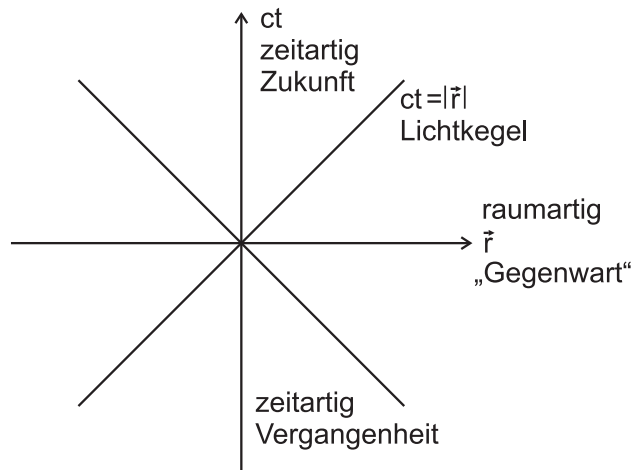 ct
zeitartig
Zukunft
ct=|r⃗|
Lichtkegel
raumartig
r⃗
„Gegenwart“
zeitartig
Vergangenheit